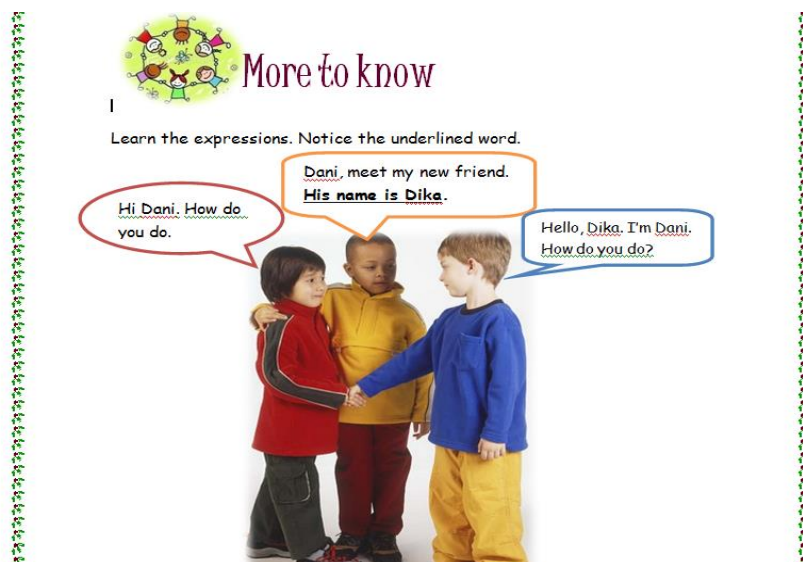 More to know
Learn the expressions. Notice the underlined word.
Dani, meet my new friend.
His name is Dika.
Hi Dani. How do
you do.
Hello, Dika. I'm Dani.
How do you do?